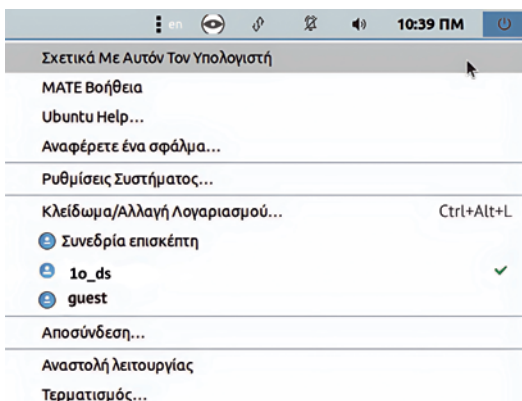 en 10:39 ΠΜ
Σχετικά Με Αυτόν Τον Υπολογιστή
MATE Βοήθεια
Ubuntu Help...
Αναφέρετε ένα σφάλμα...
Ρυθμίσεις Συστήματος...
Κλείδωμα/Αλλαγή Λογαριασμού... Ctrl+Alt+L
Συνεδρία επισκέπτη
1o_ds
guest
Αποσύνδεση...
Αναστολή λειτουργίας
Τερματισμός...